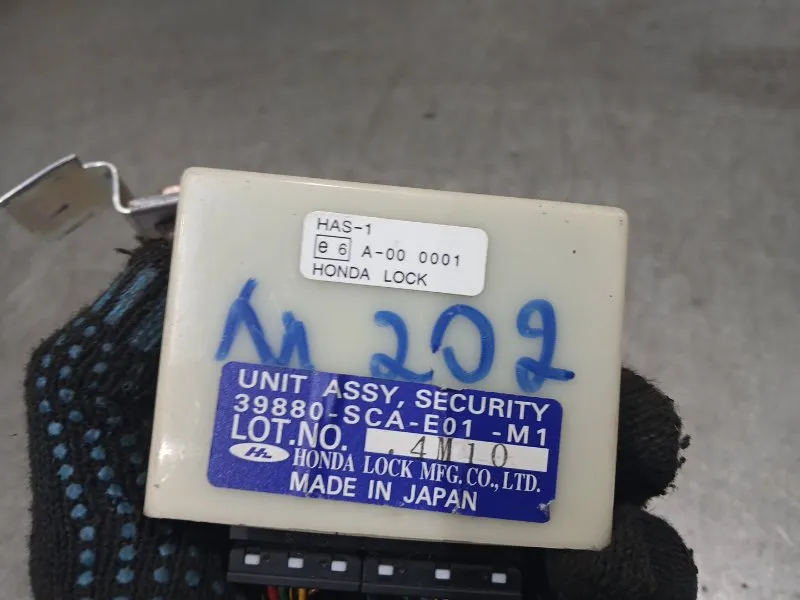 HAS-1
e 6 A-00 0001
HONDA LOCK
M 202
UNIT ASSY, SECURITY
39880-SCA-E01 -M1
LOT.NO. .4M10
HL HONDA LOCK MFG. CO., LTD.
MADE IN JAPAN